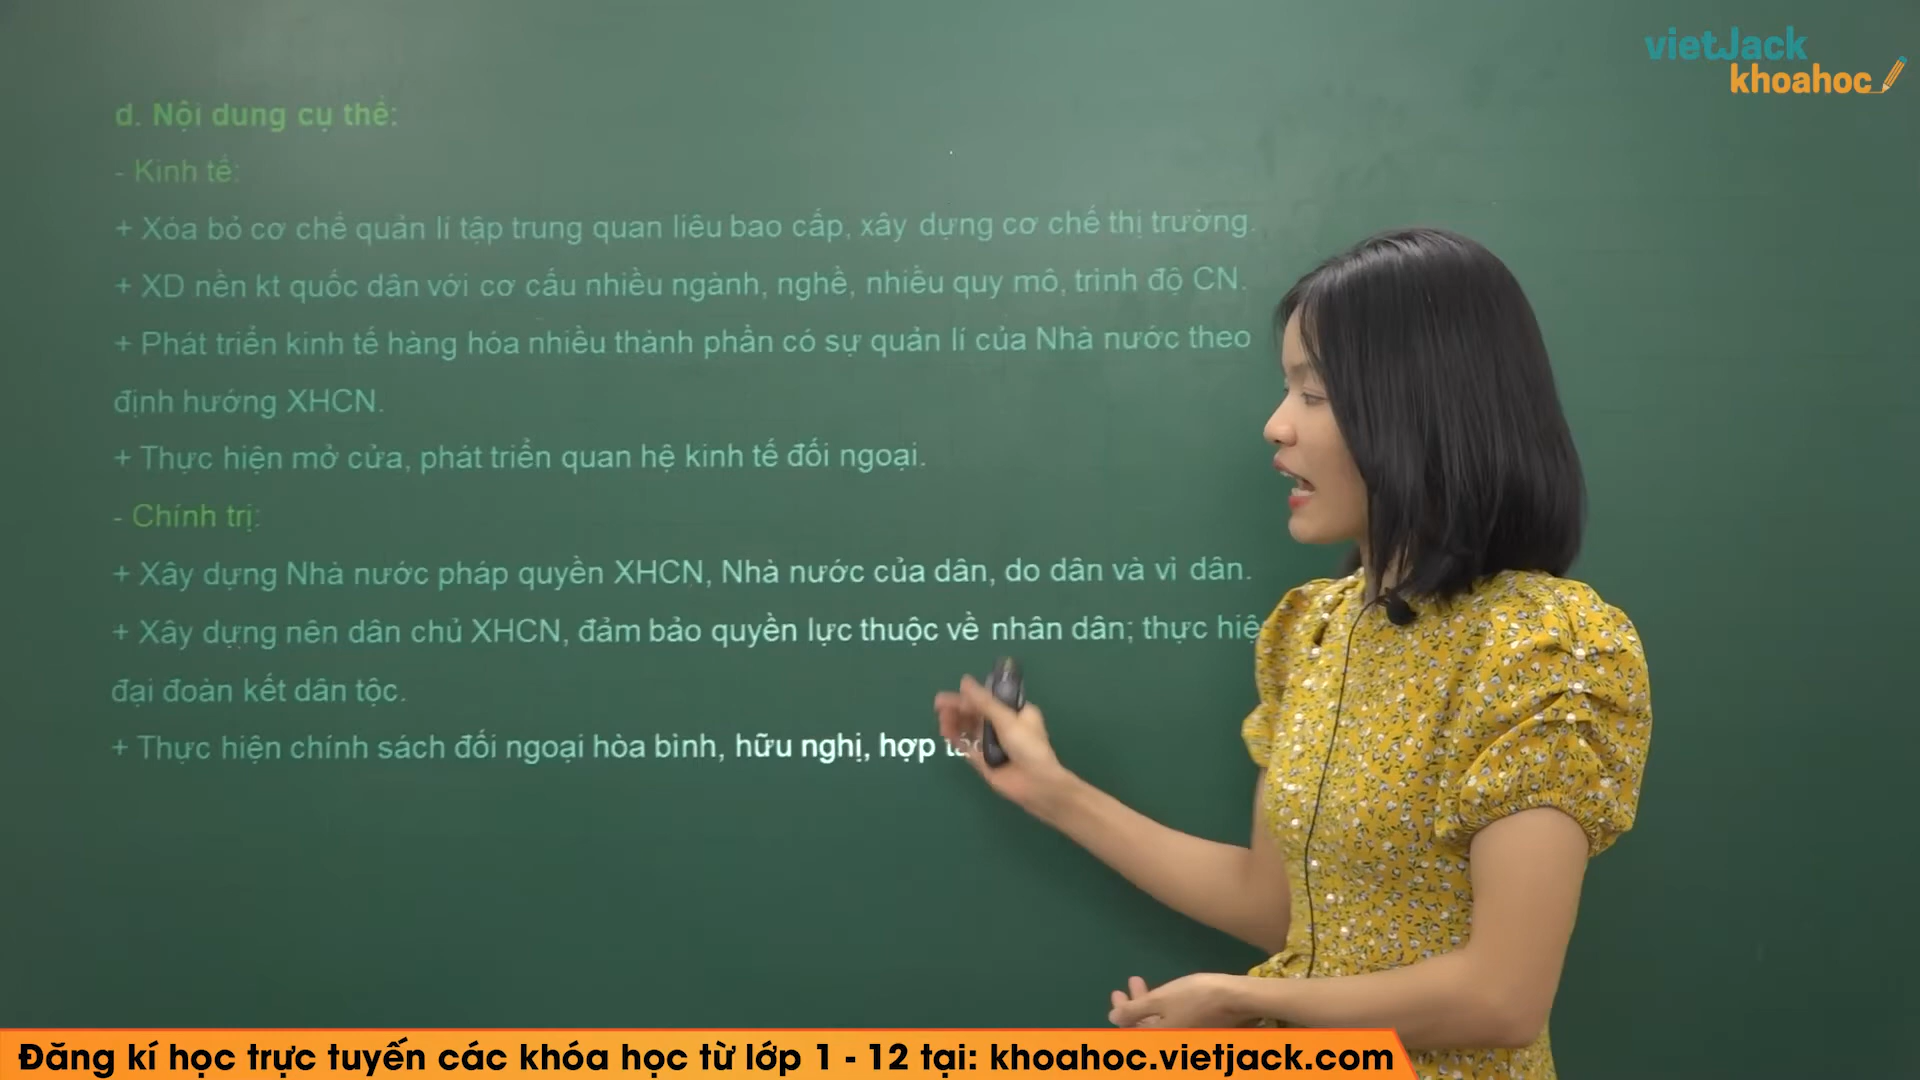 vietJack
khoahoc
d. Nội dung cụ thể:
- Kinh tế:
+ Xóa bỏ cơ chế quản lí tập trung quan liêu bao cấp, xây dựng cơ chế thị trường.
+ XD nền kt quốc dân với cơ cấu nhiều ngành, nghề, nhiều quy mô, trình độ CN.
+ Phát triển kinh tế hàng hóa nhiều thành phần có sự quản lí của Nhà nước theo
định hướng XHCN.
+ Thực hiện mở cửa, phát triển quan hệ kinh tế đối ngoại.
- Chính trị:
+ Xây dựng Nhà nước pháp quyền XHCN, Nhà nước của dân, do dân và vì dân.
+ Xây dựng nên dân chủ XHCN, đảm bảo quyền lực thuộc về nhân dân; thực
đại đoàn kết dân tộc.
+ Thực hiện chính sách đối ngoại hòa bình, hữu nghị, hợp
Đăng kí học trực tuyến các khóa học từ lớp 1 - 12 tại: khoahoc.vietjack.com